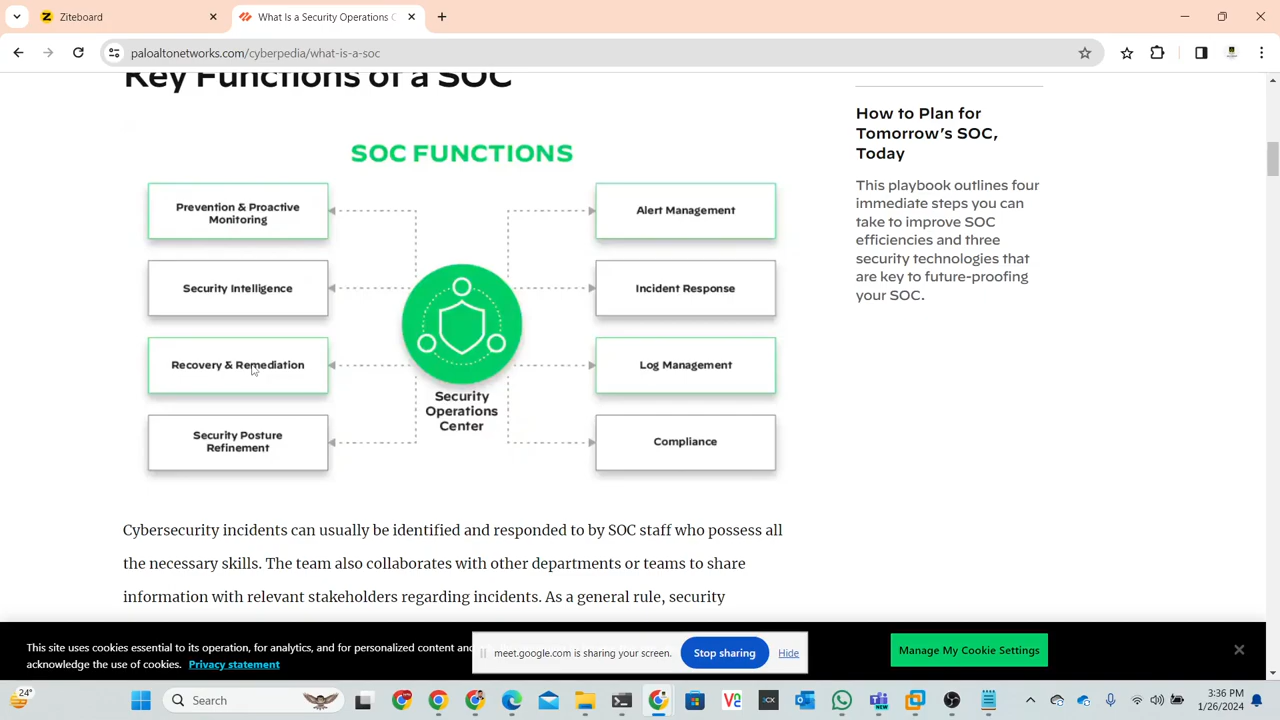 Ziteboard
What Is a Security Operations C
paloaltonetworks.com/cyberpedia/what-is-a-soc
Key Functions of a SOC
SOC FUNCTIONS
Prevention & Proactive
Monitoring
Security Intelligence
Recovery & Remediation
Security Posture
Refinement
Security
Operations
Center
Alert Management
Incident Response
Log Management
Compliance
How to Plan for
Tomorrow's SOC,
Today
This playbook outlines four
immediate steps you can
take to improve SOC
efficiencies and three
security technologies that
are key to future-proofing
your SOC.
Cybersecurity incidents can usually be identified and responded to by SOC staff who possess all
the necessary skills. The team also collaborates with other departments or teams to share
information with relevant stakeholders regarding incidents. As a general rule, security
This site uses cookies essential to its operation, for analytics, and for personalized content and
acknowledge the use of cookies. Privacy statement
meet.google.com is sharing your screen.
Stop sharing
Hide
Manage My Cookie Settings
24°
Search
NEW
3:36 PM
1/26/2024